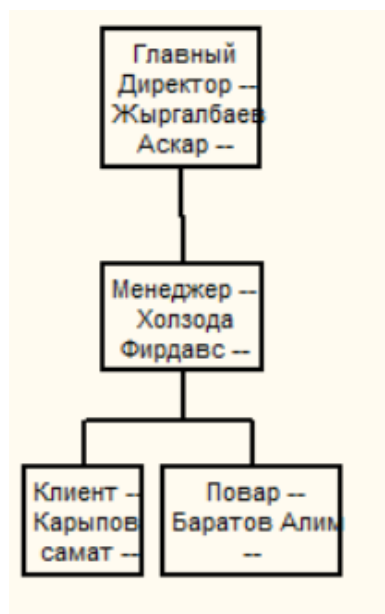 Главный
Директор --
Жыргалбаев
Аскар --
Менеджер --
Холзода
Фирдавс --
Клиент --
Карыпов
самат --
Повар --
Баратов Алим
--